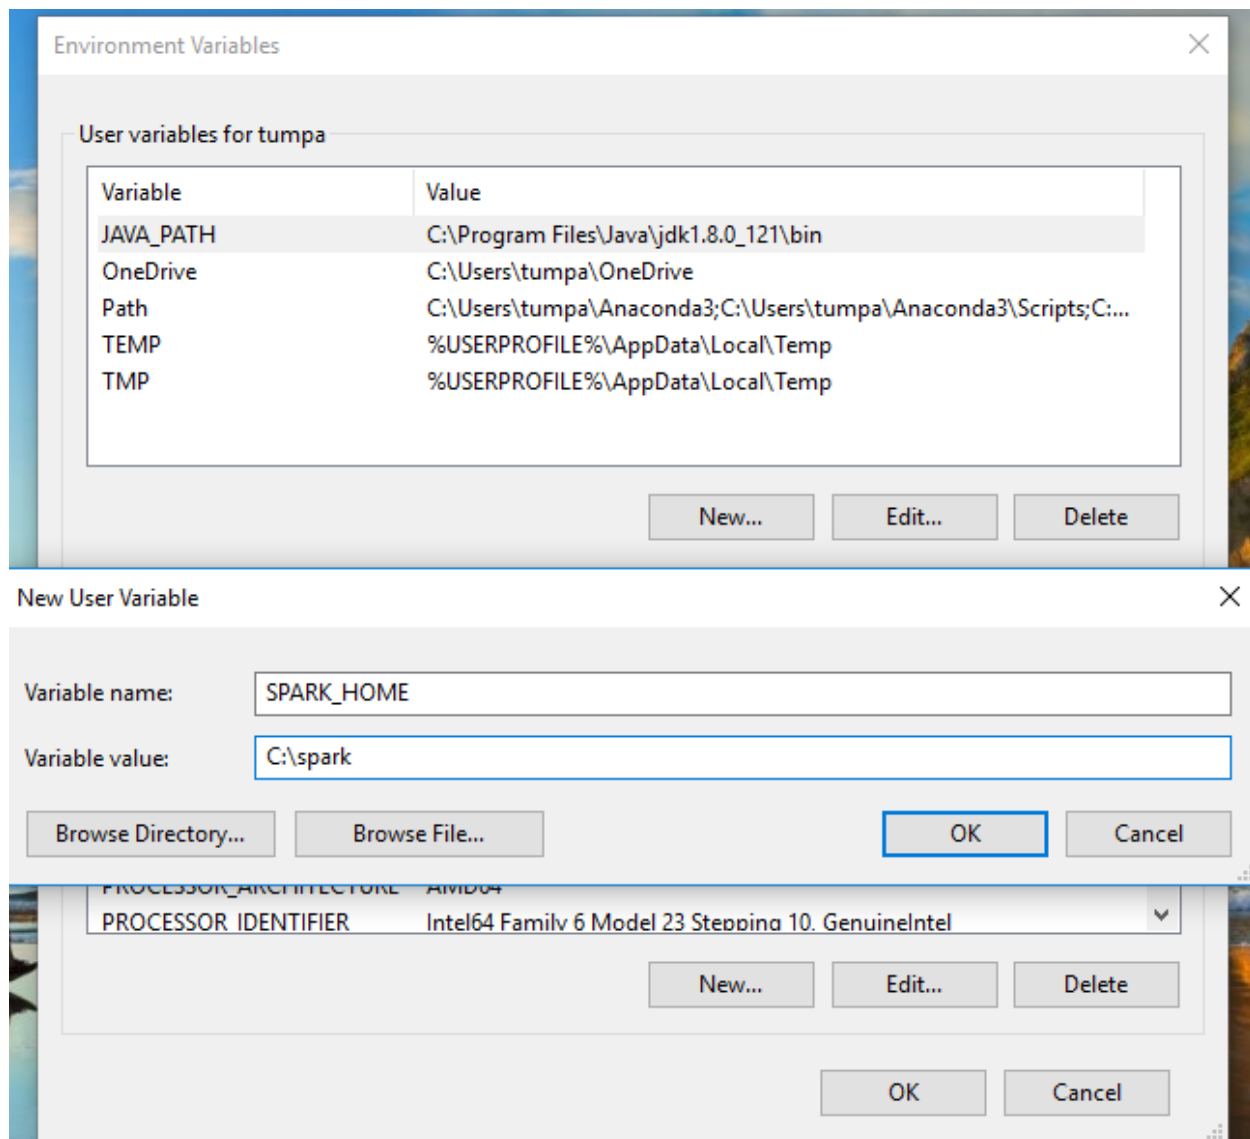 Environment Variables
User variables for tumpa
Variable Value
JAVA_PATH C:\Program Files\Java\jdk1.8.0_121\bin
OneDrive C:\Users\tumpa\OneDrive
Path C:\Users\tumpa\Anaconda3;C:\Users\tumpa\Anaconda3\Scripts;C:...
TEMP %USERPROFILE%\AppData\Local\Temp
TMP %USERPROFILE%\AppData\Local\Temp
New... Edit... Delete
New User Variable
Variable name: SPARK_HOME
Variable value: C:\spark
Browse Directory... Browse File... OK Cancel
PROCESSOR_ARCHITECTURE AMD64
PROCESSOR_IDENTIFIER Intel64 Family 6 Model 23 Stepping 10, GenuineIntel
New... Edit... Delete
OK Cancel